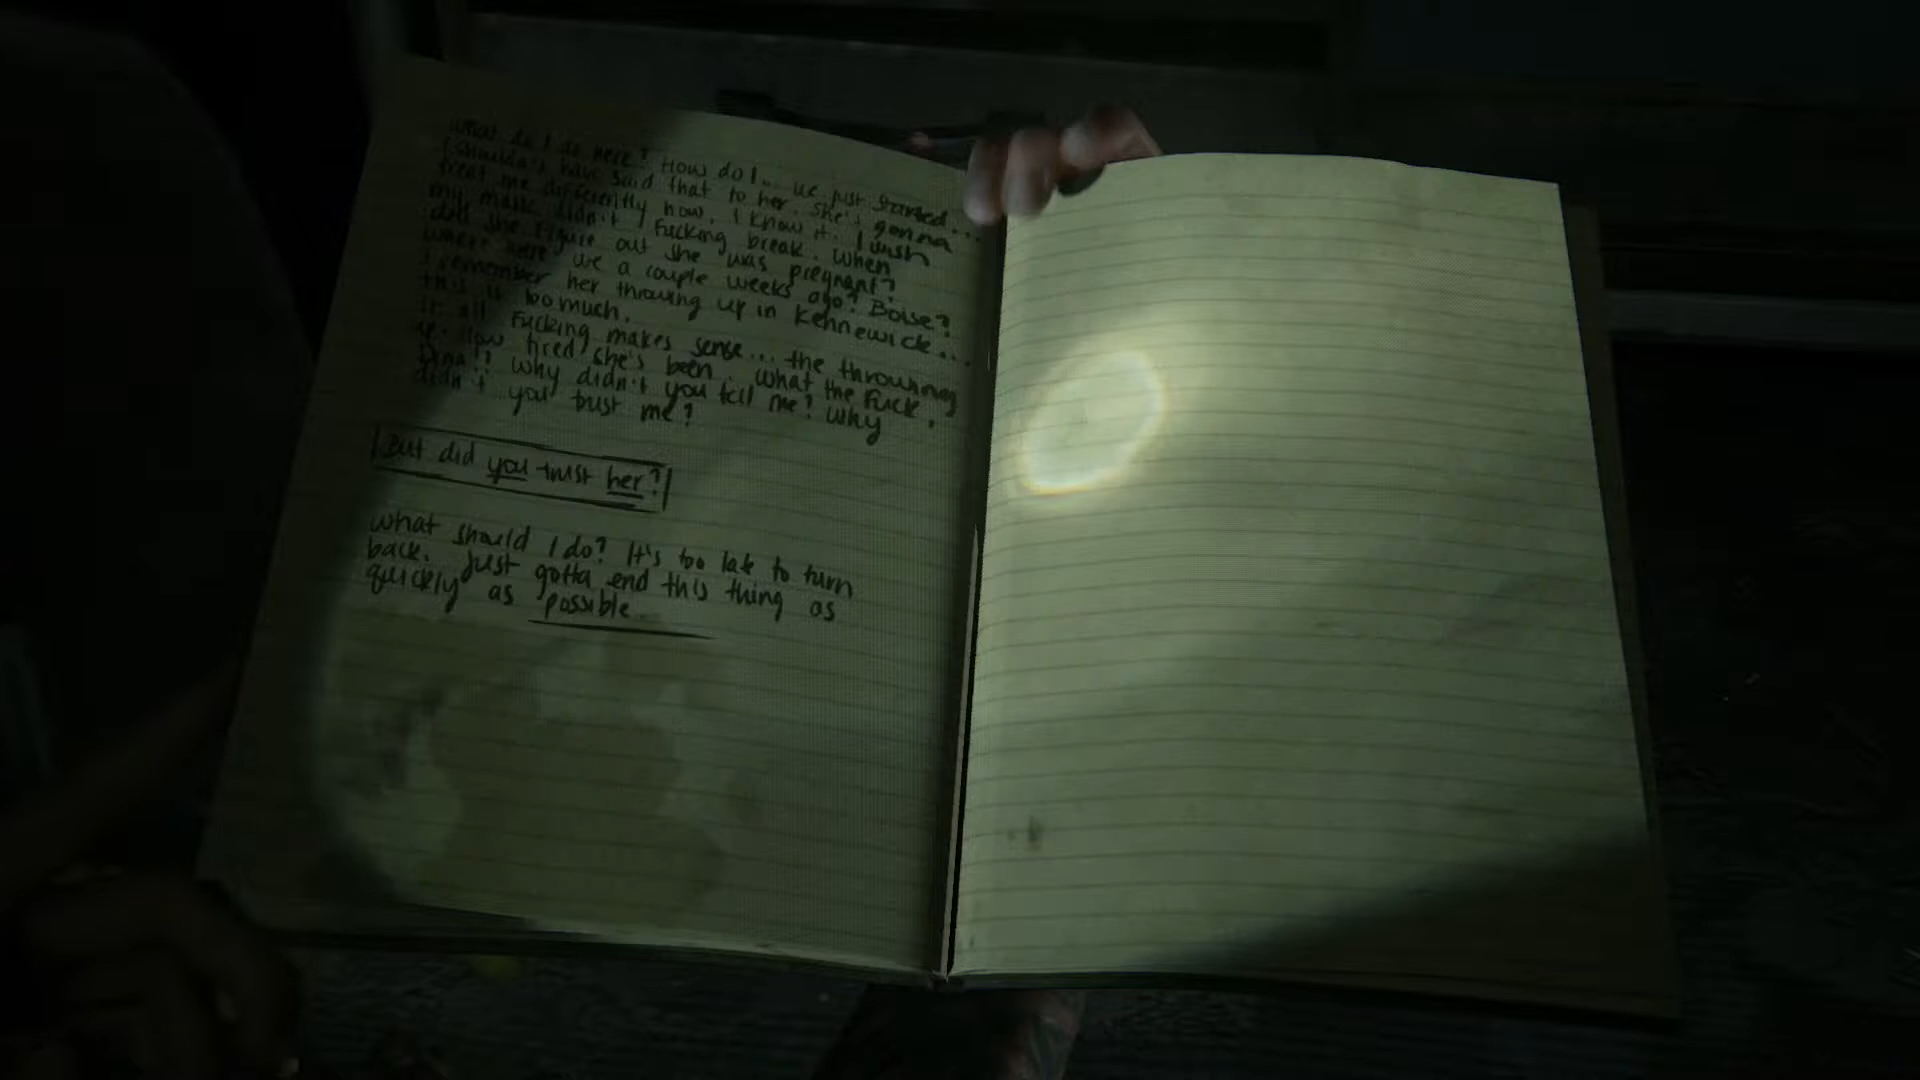 What do I do here? How do I... we just started...
I shoulda't have said that to her. She's gonna
treat me differently now. I know it. I wish
my mask didn't fucking break. When
did she figure out she was pregnant?
where were we a couple weeks ago? Boise?
I remember her throwing up in Kennewick...
this is too much.
It all fucking makes sense... the throwing
up. How tired she's been. What the fuck,
Dina!? Why didn't you tell me? Why
didn't you trust me?
But did you trust her?
What should I do? It's too late to turn
back. Just gotta end this thing as
quickly as possible.